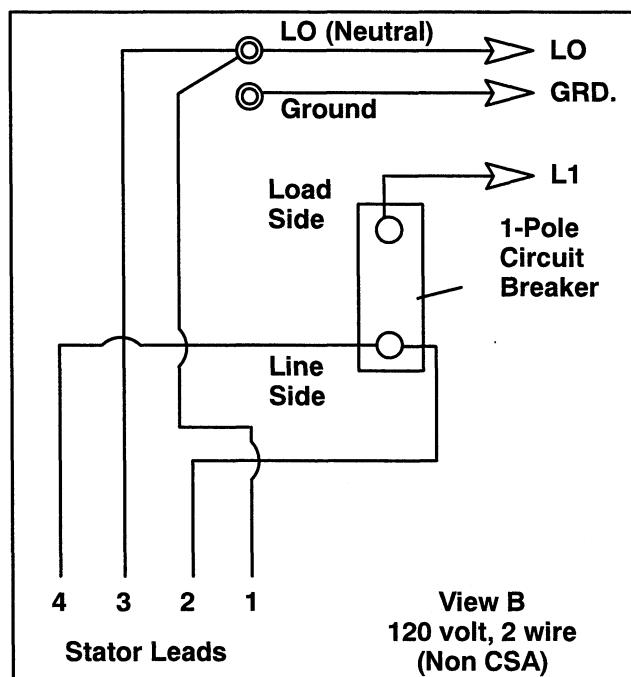 LO (Neutral)
LO
Ground
GRD.
L1
Load
Side
1-Pole
Circuit
Breaker
Line
Side
4 3 2 1
Stator Leads
View B
120 volt, 2 wire
(Non CSA)